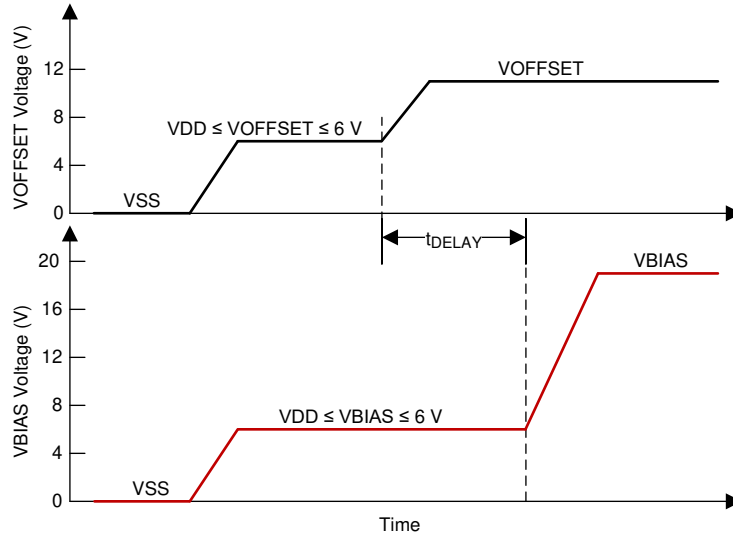 VOFFSET Voltage (V)
12
8
4
0
VOFFSET
VDD ≤ VOFFSET ≤ 6 V
VSS
tDELAY
VBIAS Voltage (V)
20
16
12
8
4
0
VBIAS
VDD ≤ VBIAS ≤ 6 V
VSS
Time